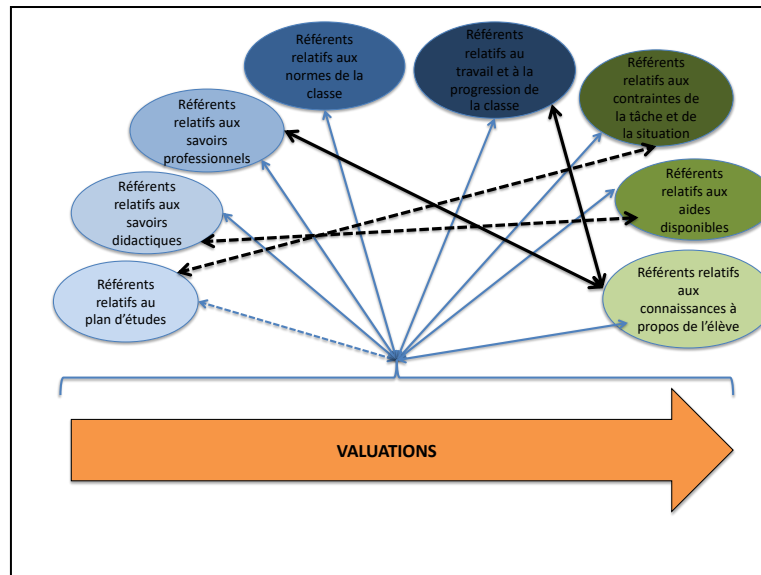 Référents
relatifs aux
normes de la
classe
Référents
relatifs au
travail et à la
progression de
la classe
Référents
relatifs aux
contraintes de
la tâche et de
la situation
Référents
relatifs aux
savoirs
professionnels
Référents
relatifs aux
aides
disponibles
Référents
relatifs aux
savoirs
didactiques
Référents
relatifs au
plan d'études
Référents relatifs
aux
connaissances à
propos de l'élève
VALUATIONS